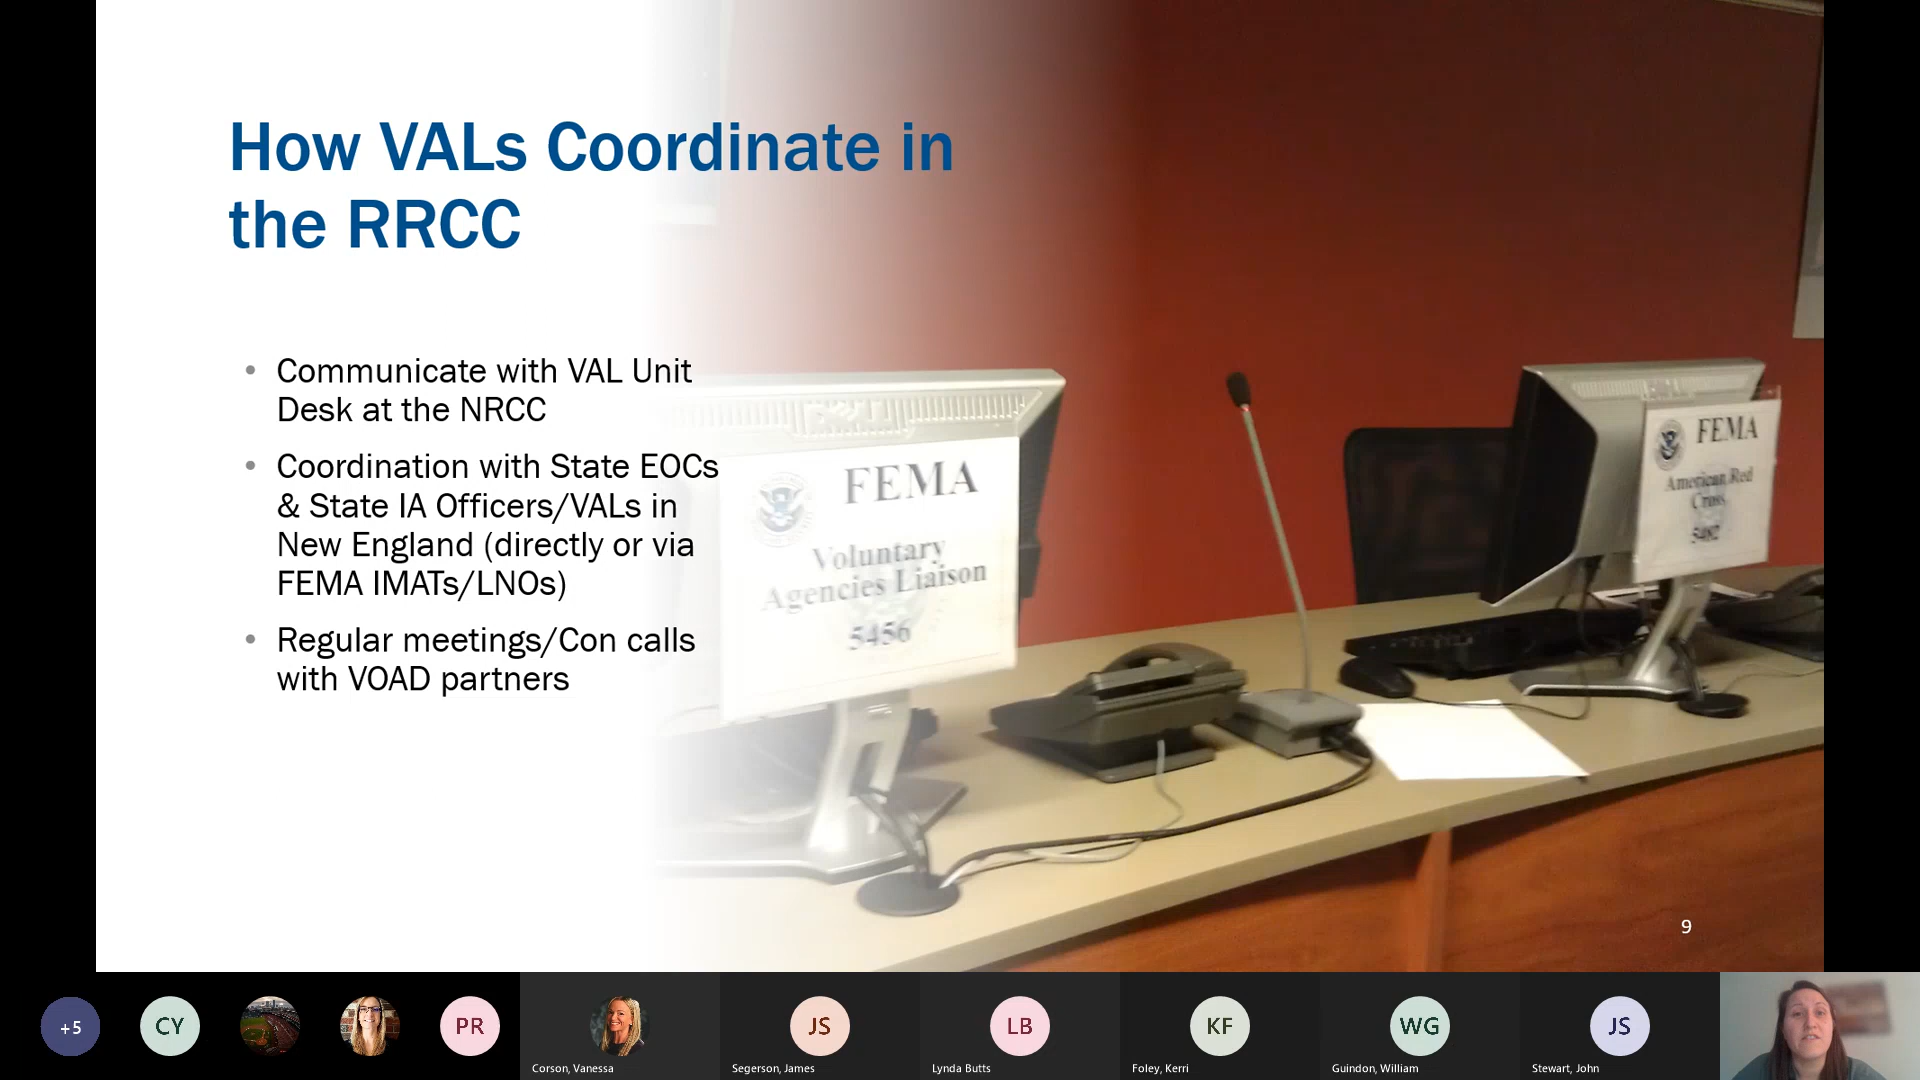 How VALs Coordinate in
the RRCC
• Communicate with VAL Unit
Desk at the NRCC
• Coordination with State EOCs
& State IA Officers/VALs in
New England (directly or via
FEMA IMATs/LNOs)
• Regular meetings/Con calls
with VOAD partners
FEMA
Voluntary
Agencies Liaison
5456
FEMA
American Red
Cross
5482
9
+5
CY
PR
Corson, Vanessa
JS
Segerson, James
LB
Lynda Butts
KF
Foley, Kerri
WG
Guindon, William
JS
Stewart, John